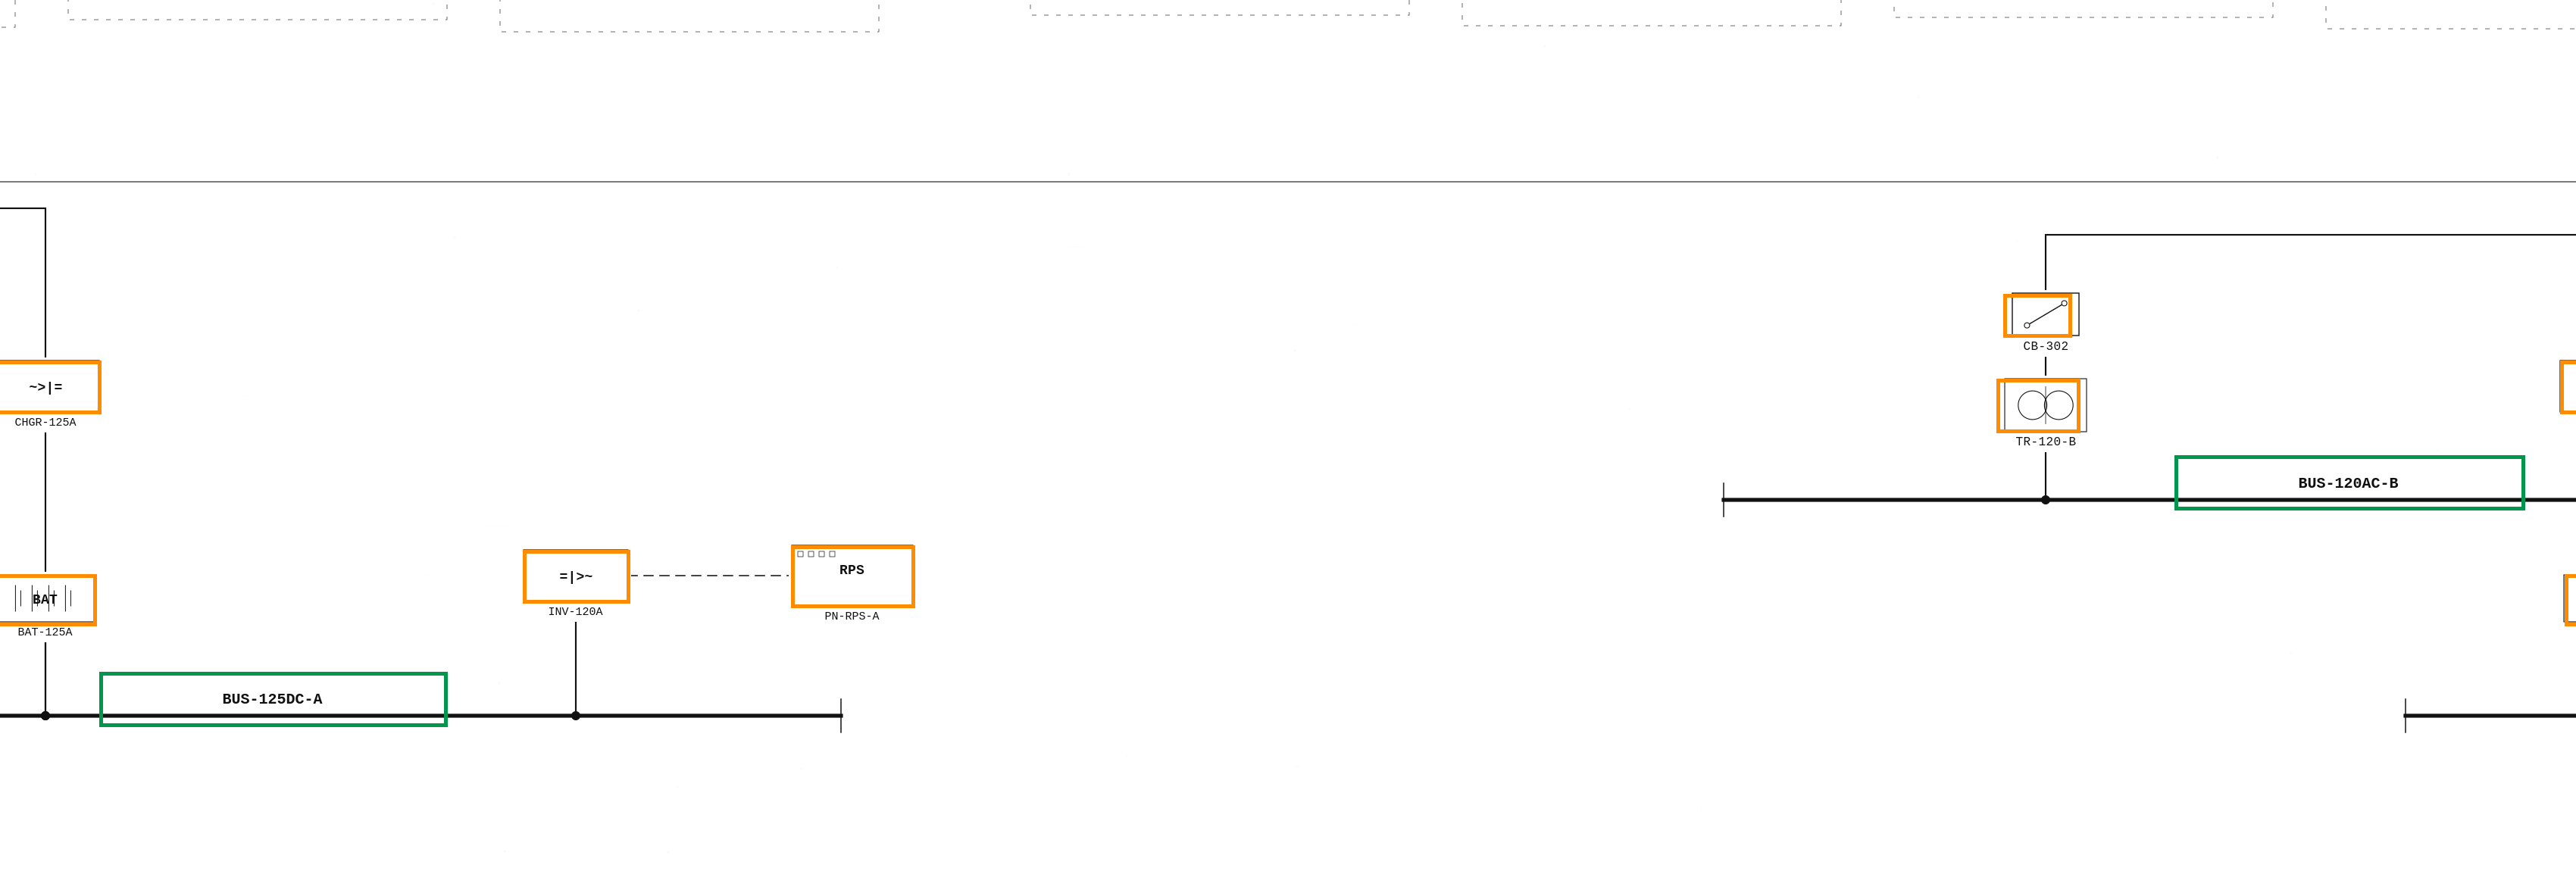 CB-302
~>|=
CHGR-125A
TR-120-B
BUS-120AC-B
=|>~
RPS
BAT
INV-120A
PN-RPS-A
BAT-125A
BUS-125DC-A